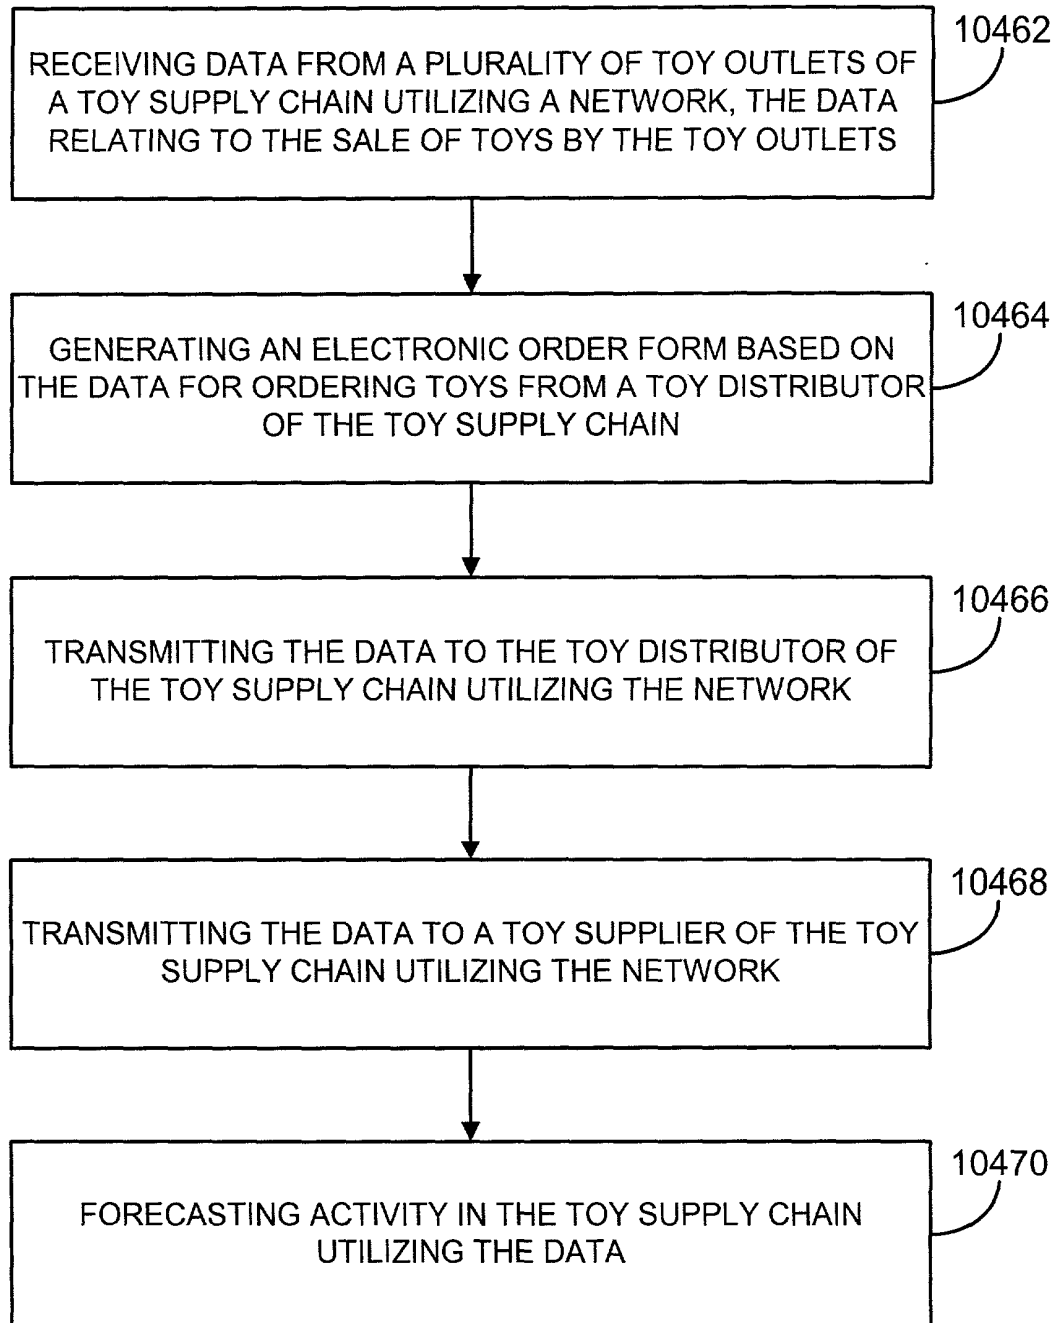 10462
RECEIVING DATA FROM A PLURALITY OF TOY OUTLETS OF
A TOY SUPPLY CHAIN UTILIZING A NETWORK, THE DATA
RELATING TO THE SALE OF TOYS BY THE TOY OUTLETS
10464
GENERATING AN ELECTRONIC ORDER FORM BASED ON
THE DATA FOR ORDERING TOYS FROM A TOY DISTRIBUTOR
OF THE TOY SUPPLY CHAIN
10466
TRANSMITTING THE DATA TO THE TOY DISTRIBUTOR OF
THE TOY SUPPLY CHAIN UTILIZING THE NETWORK
10468
TRANSMITTING THE DATA TO A TOY SUPPLIER OF THE TOY
SUPPLY CHAIN UTILIZING THE NETWORK
10470
FORECASTING ACTIVITY IN THE TOY SUPPLY CHAIN
UTILIZING THE DATA